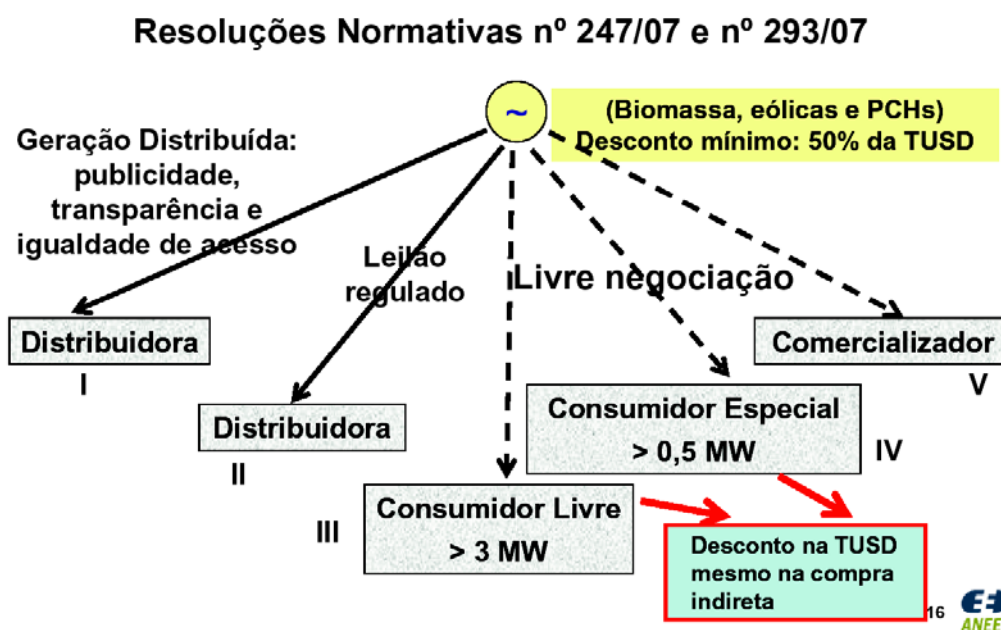 Resoluções Normativas nº 247/07 e nº 293/07
~
(Biomassa, eólicas e PCHs)
Desconto mínimo: 50% da TUSD
Geração Distribuída:
publicidade,
transparência e
igualdade de acesso
Leilão
regulado
Livre negociação
Distribuidora
I
Distribuidora
II
Consumidor Livre
> 3 MW
III
Consumidor Especial
> 0,5 MW
IV
Comercializador
V
Desconto na TUSD
mesmo na compra
indireta
16
ANEE